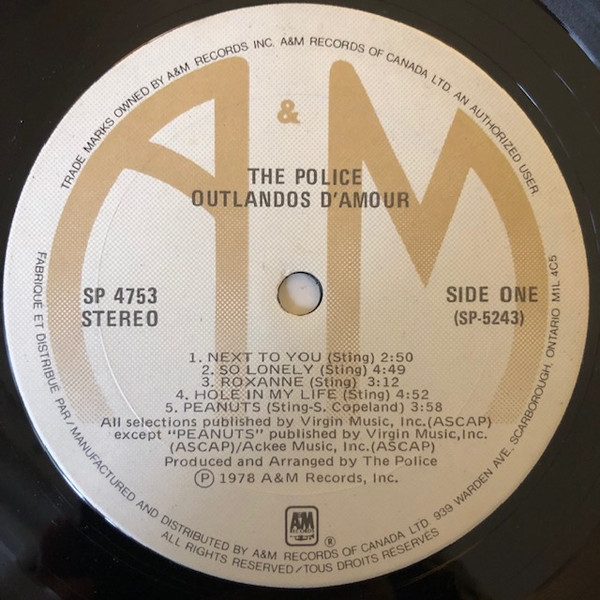 TRADE MARKS OWNED BY A&M RECORDS INC. A&M RECORDS OF CANADA LTD. AN AUTHORIZED USER
A & M
THE POLICE
OUTLANDOS D'AMOUR
SP 4753
STEREO
SIDE ONE
(SP-5243)
1. NEXT TO YOU (Sting) 2:50
2. SO LONELY (Sting) 4:49
3. ROXANNE (Sting) 3:12
4. HOLE IN MY LIFE (Sting) 4:52
5. PEANUTS (Sting-S. Copeland) 3:58
All selections published by Virgin Music, Inc.(ASCAP)
except "PEANUTS" published by Virgin Music,Inc.
(ASCAP)/Ackee Music, Inc.(ASCAP)
Produced and Arranged by The Police
Ⓟ 1978 A&M Records, Inc.
A&M
RECORDS
®
FABRIQUÉ ET DISTRIBUÉ PAR/MANUFACTURED AND DISTRIBUTED BY A&M RECORDS OF CANADA LTD. 939 WARDEN AVE. SCARBOROUGH, ONTARIO M1L 4C5
ALL RIGHTS RESERVED/TOUS DROITS RESERVÉS